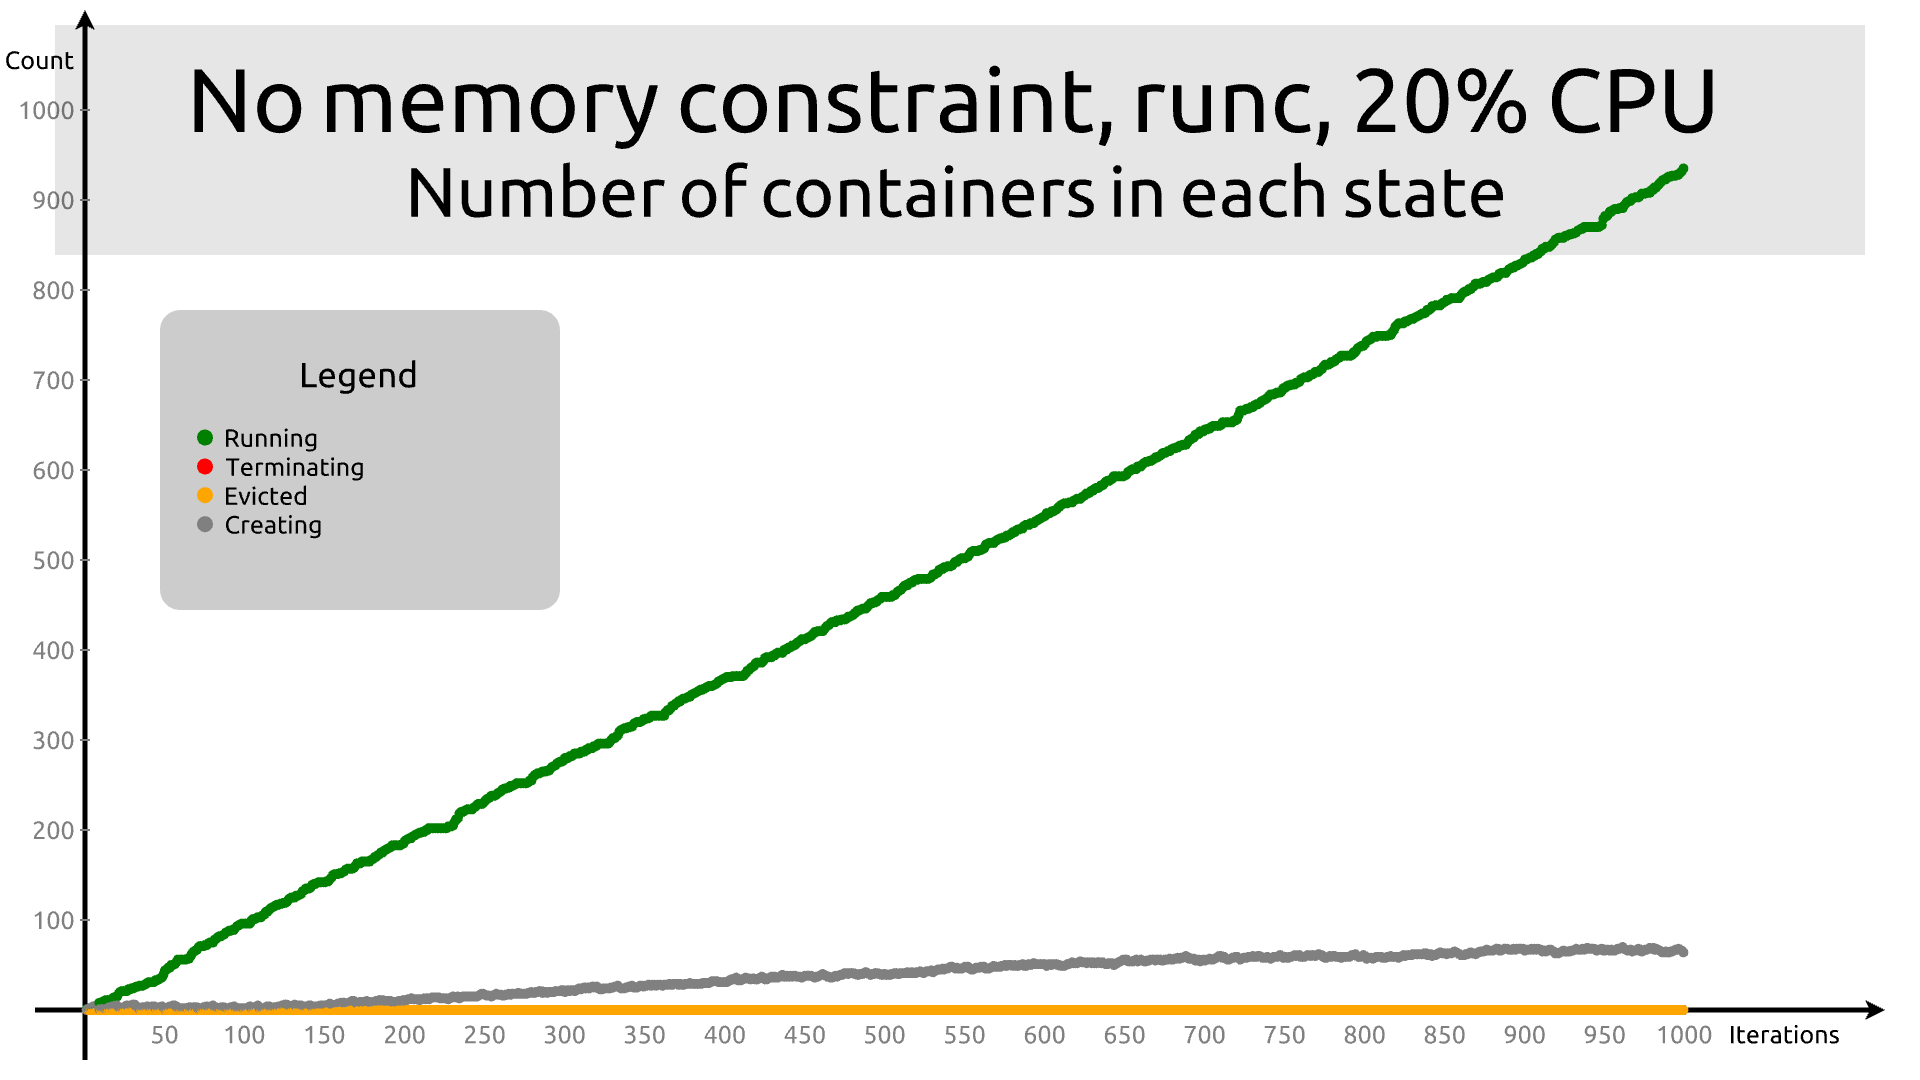 No memory constraint, runc, 20% CPU
Number of containers in each state
Count
1000
900
800
700
600
500
400
300
200
100
Legend
Running
Terminating
Evicted
Creating
50 100 150 200 250 300 350 400 450 500 550 600 650 700 750 800 850 900 950 1000 Iterations